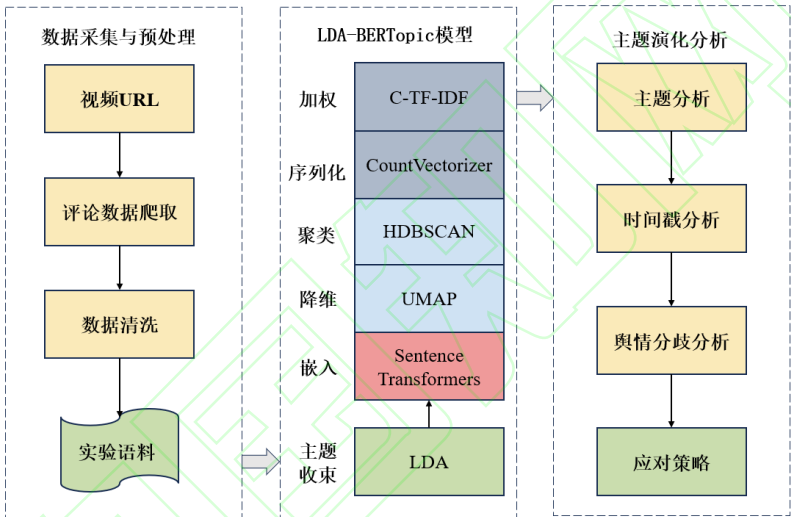 数据采集与预处理
视频URL
评论数据爬取
数据清洗
实验语料
LDA-BERTopic模型
加权
C-TF-IDF
序列化
CountVectorizer
聚类
HDBSCAN
降维
UMAP
嵌入
Sentence
Transformers
主题
收束
LDA
主题演化分析
主题分析
时间戳分析
舆情分歧分析
应对策略